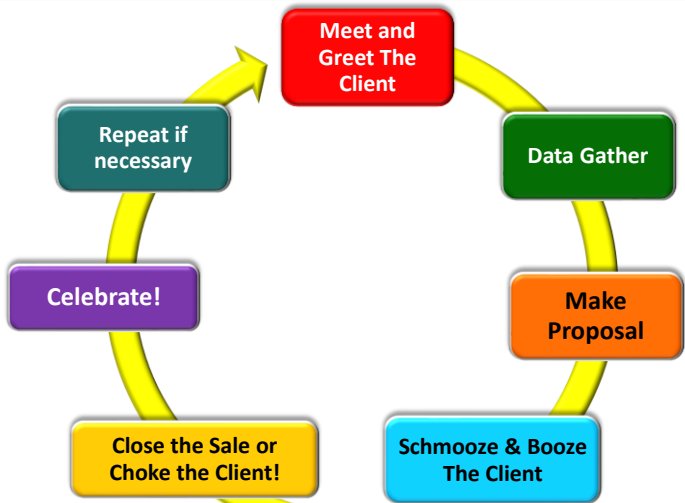 Meet and
Greet The
Client
Data Gather
Make
Proposal
Schmooze & Booze
The Client
Close the Sale or
Choke the Client!
Celebrate!
Repeat if
necessary